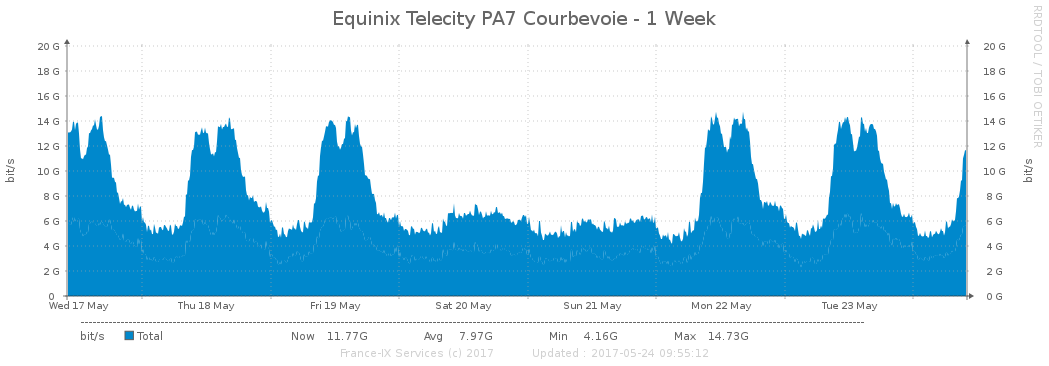 Equinix Telecity PA7 Courbevoie - 1 Week
RRDTOOL / TOBI OETIKER
bit/s
20 G 20 G
18 G 18 G
16 G 16 G
14 G 14 G
12 G 12 G
10 G 10 G
8 G 8 G
6 G 6 G
4 G 4 G
2 G 2 G
0 0 G
bit/s
Wed 17 May Thu 18 May Fri 19 May Sat 20 May Sun 21 May Mon 22 May Tue 23 May
bit/s Total Now 11.77G Avg 7.97G Min 4.16G Max 14.73G
France-IX Services (c) 2017 Updated : 2017-05-24 09:55:12